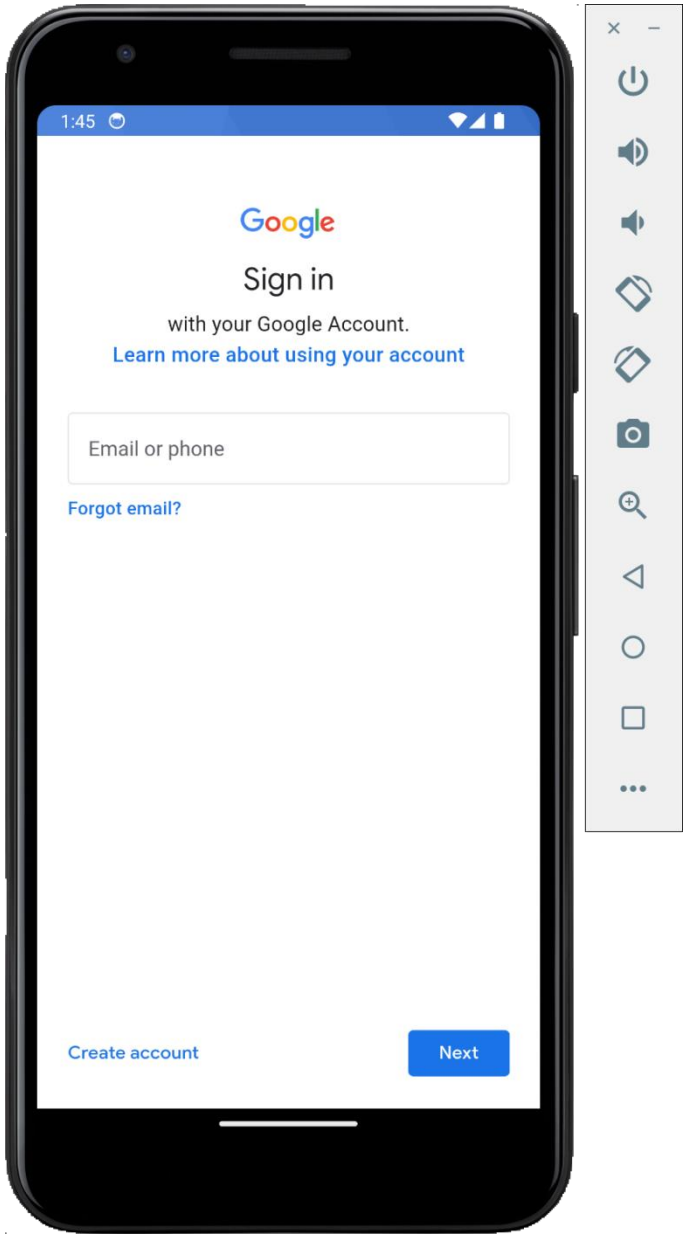 1:45
Google
Sign in
with your Google Account.
Learn more about using your account
Email or phone
Forgot email?
Create account
Next